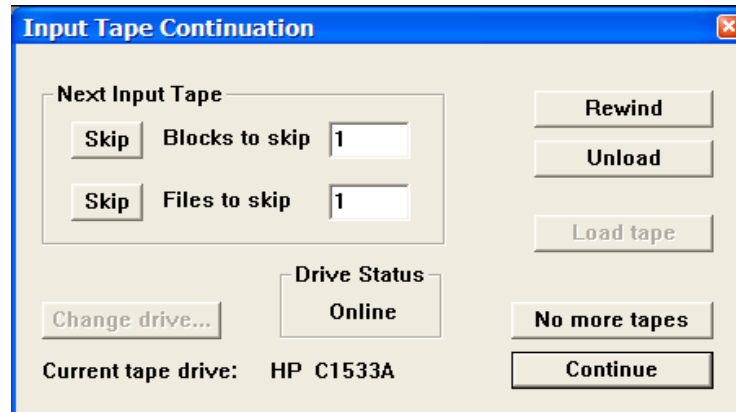 Input Tape Continuation
Next Input Tape
Skip Blocks to skip 1
Skip Files to skip 1
Rewind
Unload
Load tape
Drive Status
Online
Change drive...
No more tapes
Current tape drive: HP C1533A
Continue